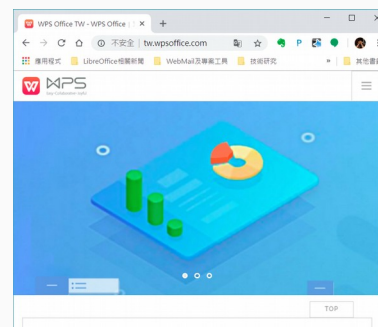 WPS Office TW - WPS Office :
不安全 | tw.wpsoffice.com
應用程式 LibreOffice相關新聞 WebMail及專案工具 技術研究 » 其他書
WPS
TOP